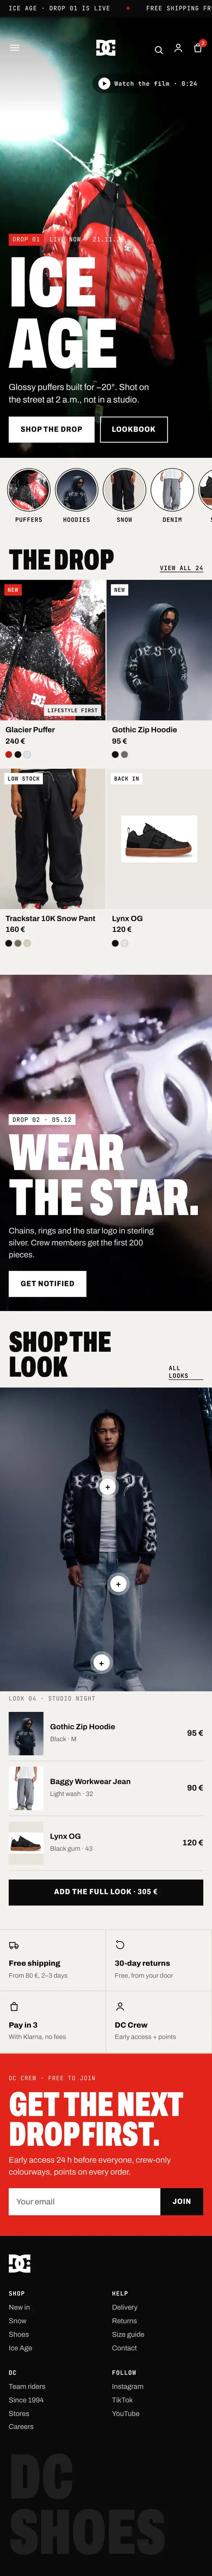 ICE AGE · DROP 01 IS LIVE
FREE SHIPPING FR
2
Watch the film · 0:24
DROP 01 · LIVE NOW · 21.11.
ICE
AGE
Glossy puffers built for −20°. Shot on
the street at 2 a.m., not in a studio.
SHOP THE DROP
LOOKBOOK
PUFFERS
HOODIES
SNOW
DENIM
S
THE DROP
VIEW ALL 24
NEW
LIFESTYLE FIRST
NEW
Glacier Puffer
240 €
Gothic Zip Hoodie
95 €
LOW STOCK
BACK IN
Trackstar 10K Snow Pant
160 €
Lynx OG
120 €
DROP 02 · 05.12
WEAR
THE STAR.
Chains, rings and the star logo in sterling
silver. Crew members get the first 200
pieces.
GET NOTIFIED
SHOP THE
LOOK
ALL
LOOKS
LOOK 04 · STUDIO NIGHT
Gothic Zip Hoodie
Black · M
95 €
Baggy Workwear Jean
Light wash · 32
90 €
Lynx OG
Black gum · 43
120 €
ADD THE FULL LOOK · 305 €
Free shipping
From 80 €, 2–3 days
30-day returns
Free, from your door
Pay in 3
With Klarna, no fees
DC Crew
Early access + points
DC CREW · FREE TO JOIN
GET THE NEXT
DROP FIRST.
Early access 24 h before everyone, crew-only
colourways, points on every order.
Your email
JOIN
SHOP
New in
Snow
Shoes
Ice Age
HELP
Delivery
Returns
Size guide
Contact
DC
Team riders
Since 1994
Stores
Careers
FOLLOW
Instagram
TikTok
YouTube
DC
SHOES